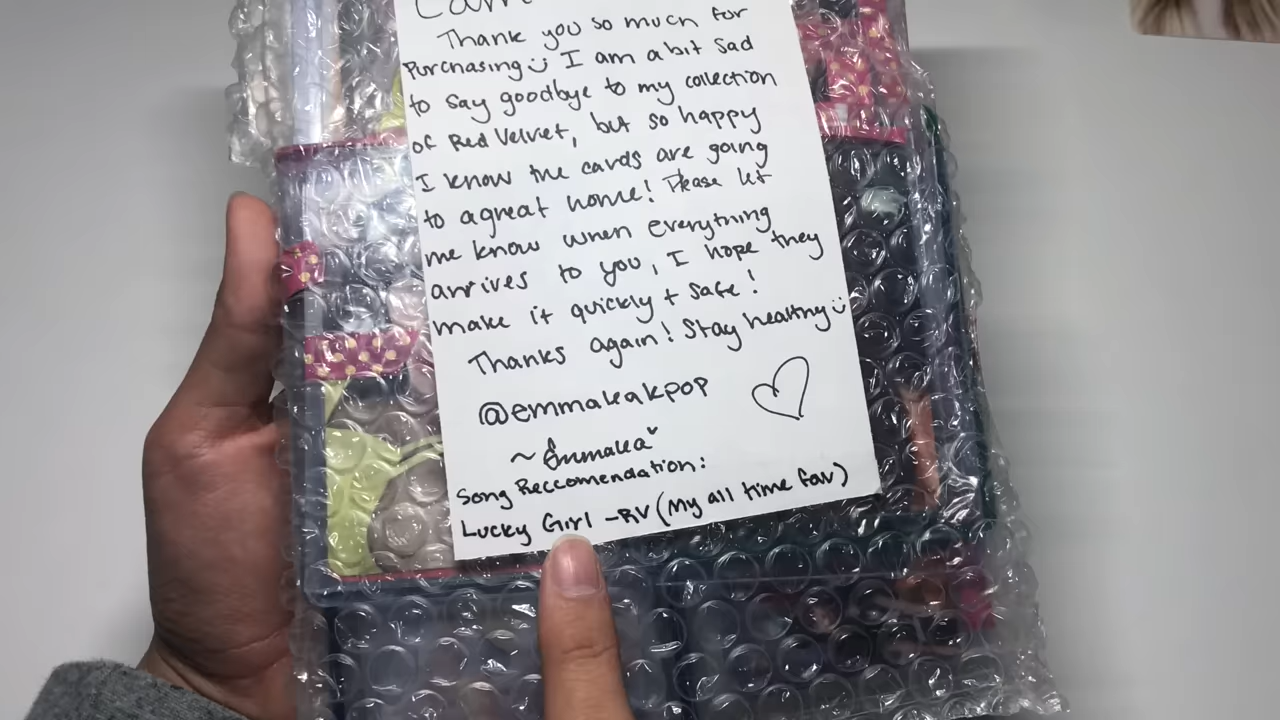 Thank you so much for
purchasing :) I am a bit sad
to say goodbye to my collection
of Red Velvet, but so happy
I know the cards are going
to a great home! Please let
me know when everything
arrives to you, I hope they
make it quickly + safe!
Thanks again! Stay healthy :)
@emmaleakpop
~ Emmalea
Song Reccomendation:
Lucky Girl - RV (My all time fav)